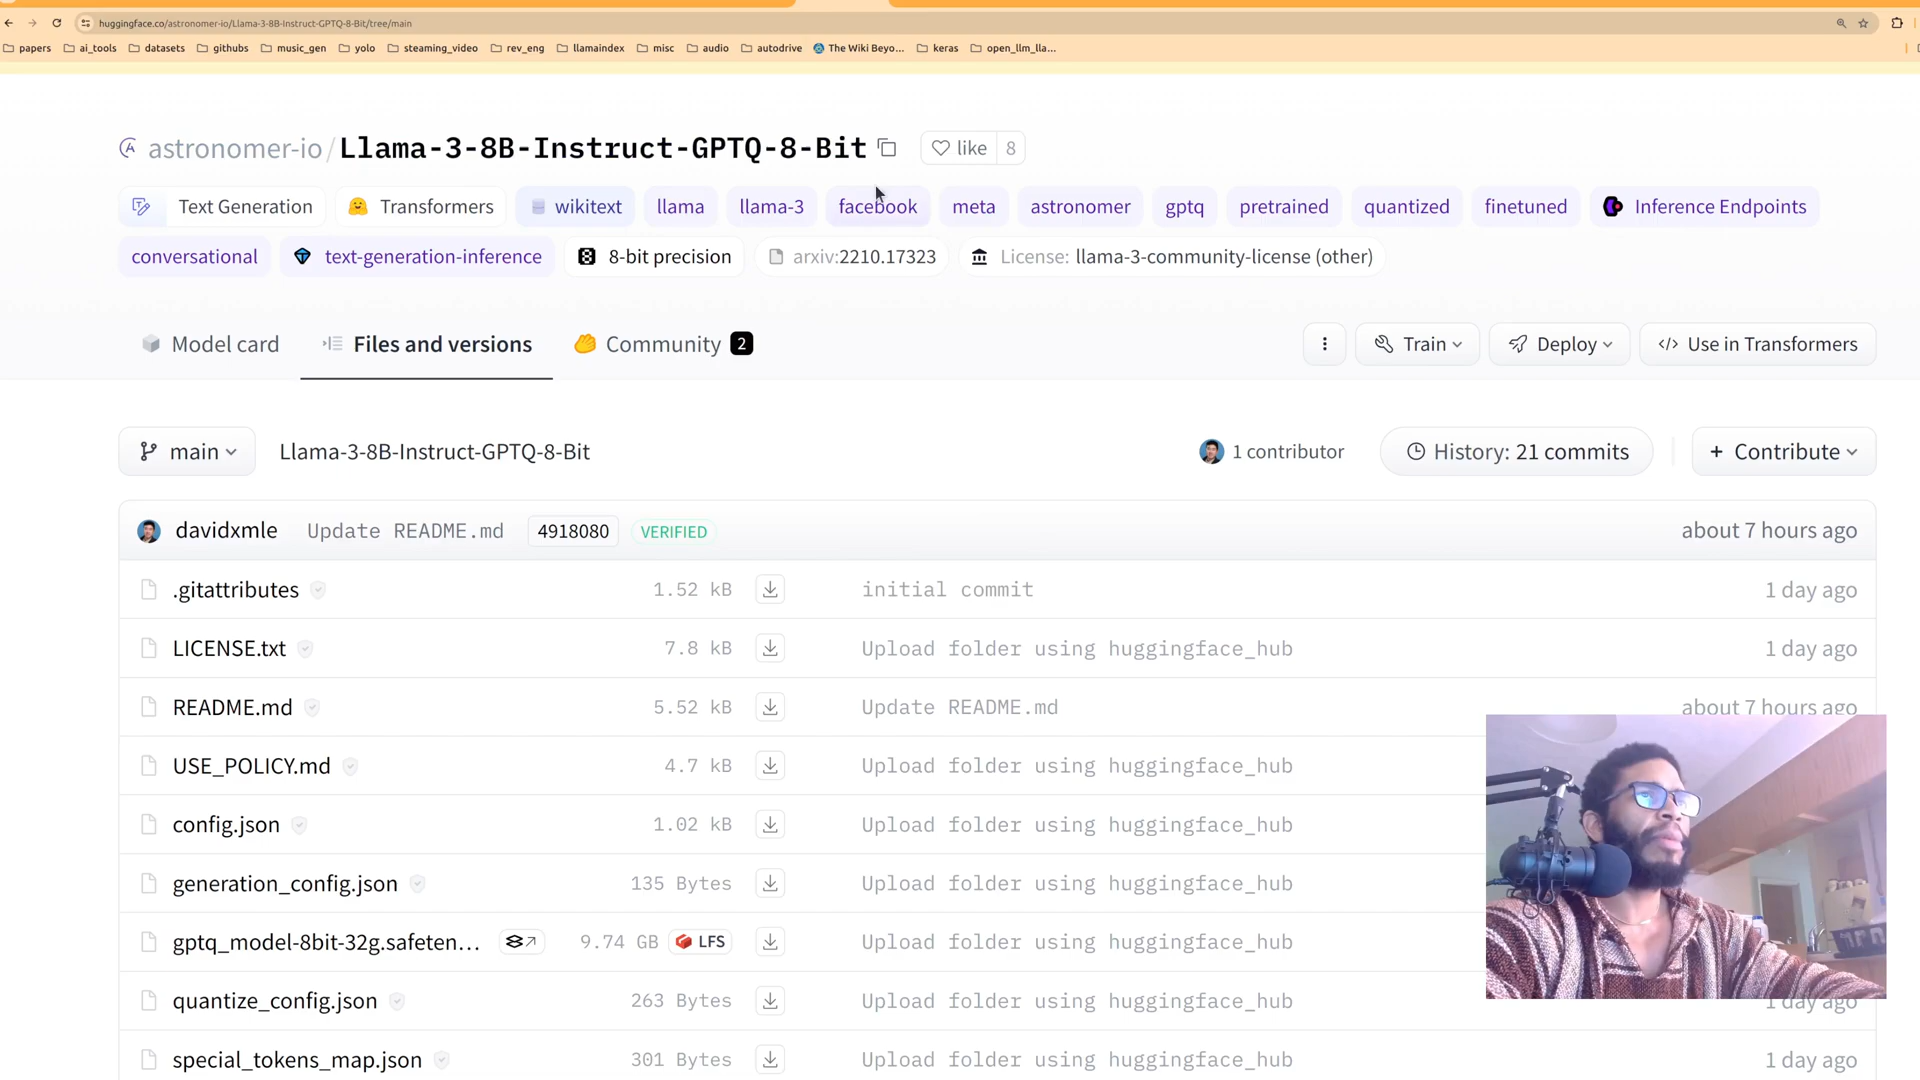 huggingface.co/astronomer-io/Llama-3-8B-Instruct-GPTQ-8-Bit/tree/main
papers ai_tools datasets githubs music_gen yolo steaming_video rev_eng llamaindex misc audio autodrive The Wiki Beyo... keras open_llm_lla...
astronomer-io/Llama-3-8B-Instruct-GPTQ-8-Bit like 8
Text Generation Transformers wikitext llama llama-3 facebook meta astronomer gptq pretrained quantized finetuned Inference Endpoints
conversational text-generation-inference 8-bit precision arxiv:2210.17323 License: llama-3-community-license (other)
Model card Files and versions Community 2 Train Deploy </> Use in Transformers
main Llama-3-8B-Instruct-GPTQ-8-Bit 1 contributor History: 21 commits + Contribute
davidxmle Update README.md 4918080 VERIFIED about 7 hours ago
.gitattributes 1.52 kB initial commit 1 day ago
LICENSE.txt 7.8 kB Upload folder using huggingface_hub 1 day ago
README.md 5.52 kB Update README.md about 7 hours ago
USE_POLICY.md 4.7 kB Upload folder using huggingface_hub
config.json 1.02 kB Upload folder using huggingface_hub
generation_config.json 135 Bytes Upload folder using huggingface_hub
gptq_model-8bit-32g.safeten... 9.74 GB LFS Upload folder using huggingface_hub
quantize_config.json 263 Bytes Upload folder using huggingface_hub 1 day ago
special_tokens_map.json 301 Bytes Upload folder using huggingface_hub 1 day ago